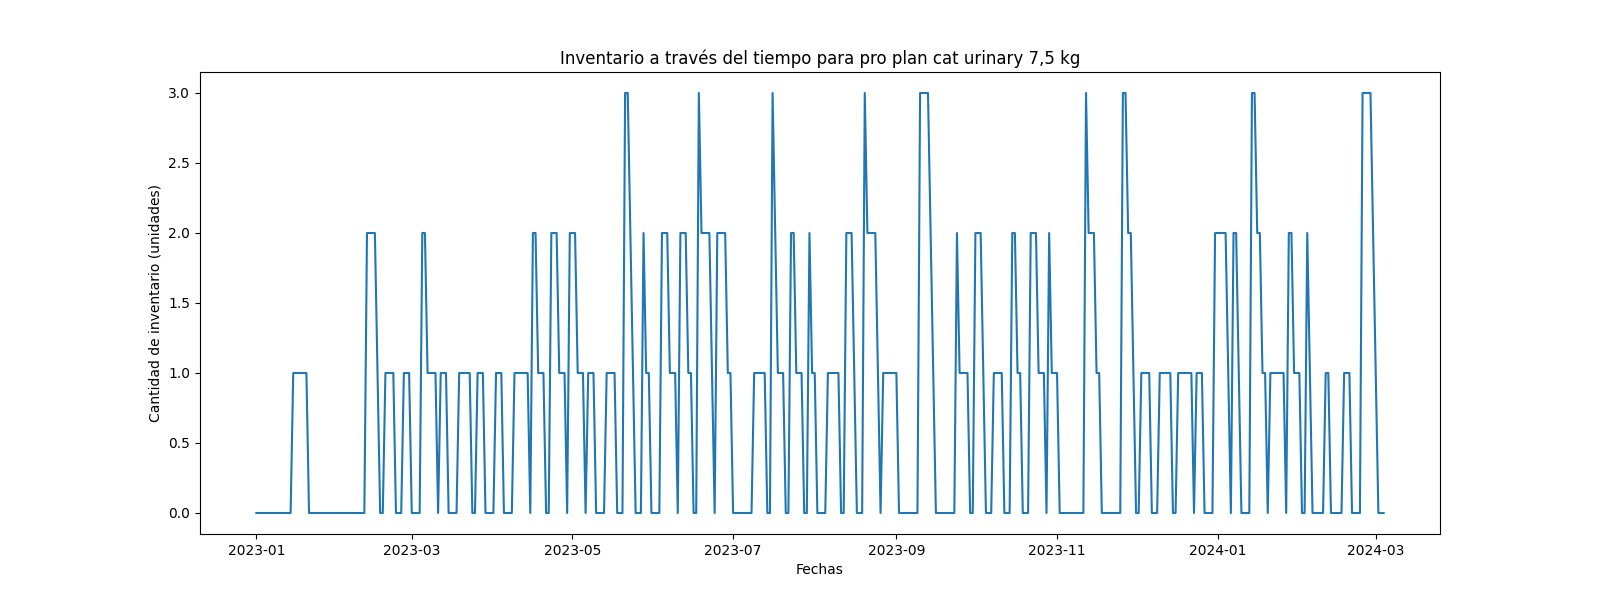 Inventario a través del tiempo para pro plan cat urinary 7,5 kg
Cantidad de inventario (unidades)
3.0
2.5
2.0
1.5
1.0
0.5
0.0
2023-01 2023-03 2023-05 2023-07 2023-09 2023-11 2024-01 2024-03
Fechas